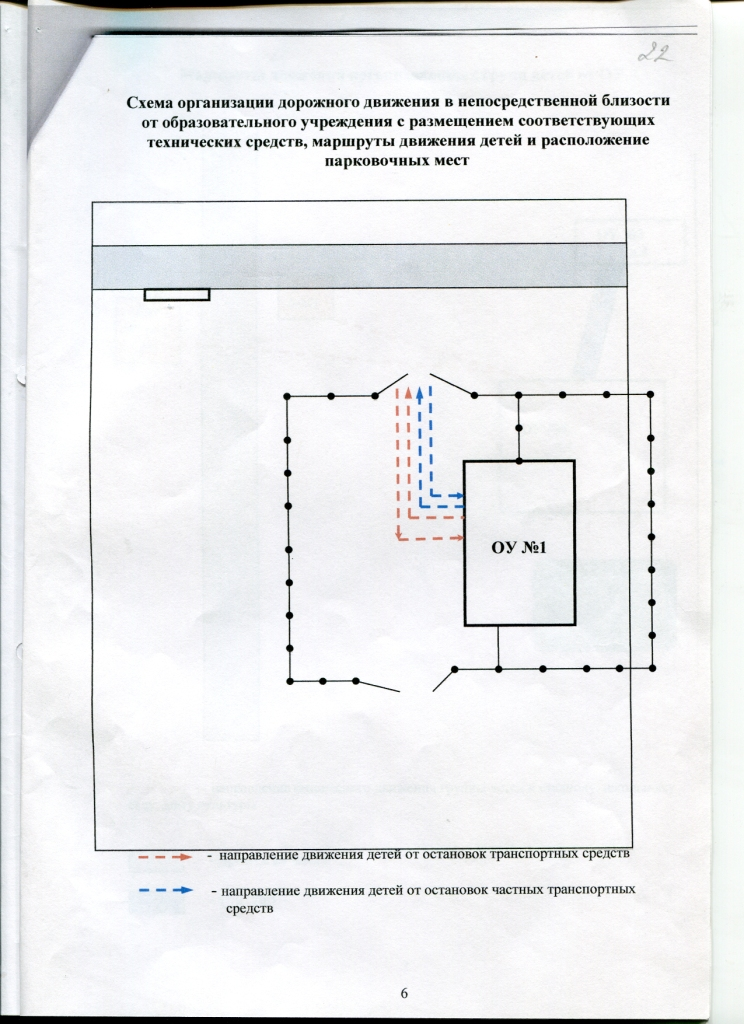 22
Схема организации дорожного движения в непосредственной близости
от образовательного учреждения с размещением соответствующих
технических средств, маршруты движения детей и расположение
парковочных мест
ОУ №1
- направление движения детей от остановок транспортных средств
- направление движения детей от остановок частных транспортных
средств
6